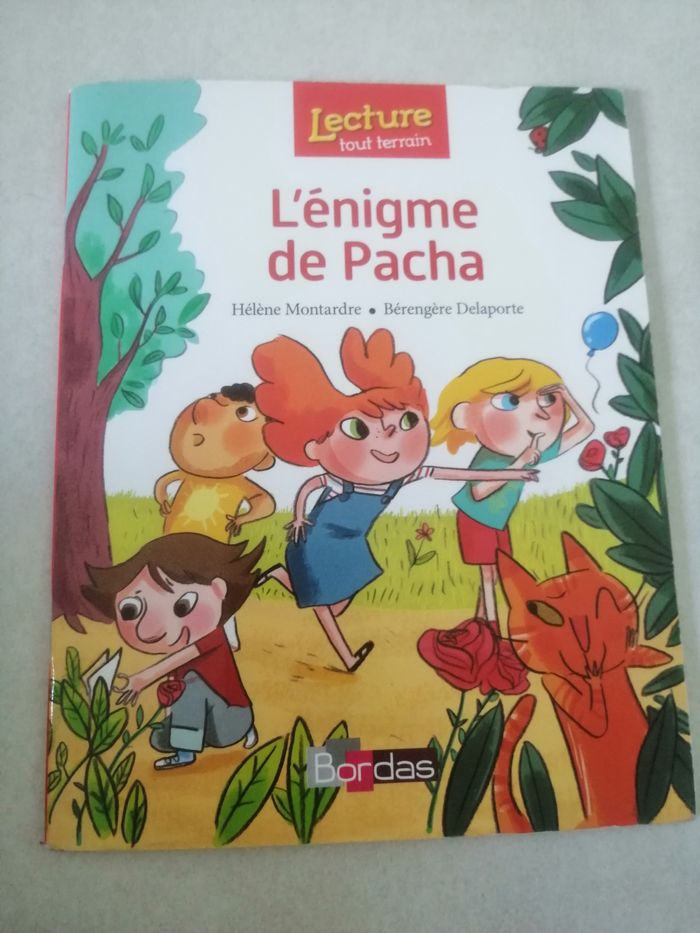 Lecture
tout terrain
L'énigme
de Pacha
Hélène Montardre • Bérengère Delaporte
Bordas